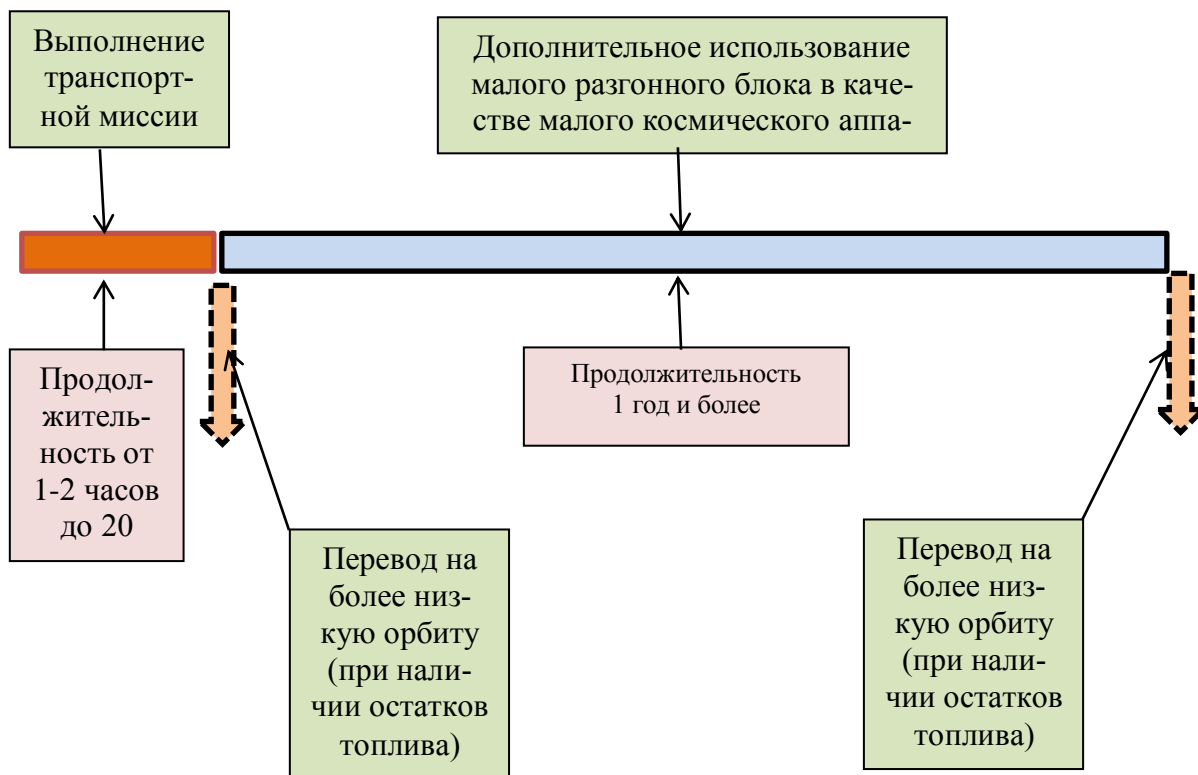 Выполнение
транспорт-
ной миссии
Дополнительное использование
малого разгонного блока в каче-
стве малого космического аппа-
Продол-
житель-
ность от
1-2 часов
до 20
Продолжительность
1 год и более
Перевод на
более низ-
кую орбиту
(при нали-
чии остатков
топлива)
Перевод на
более низ-
кую орбиту
(при нали-
чии остатков
топлива)